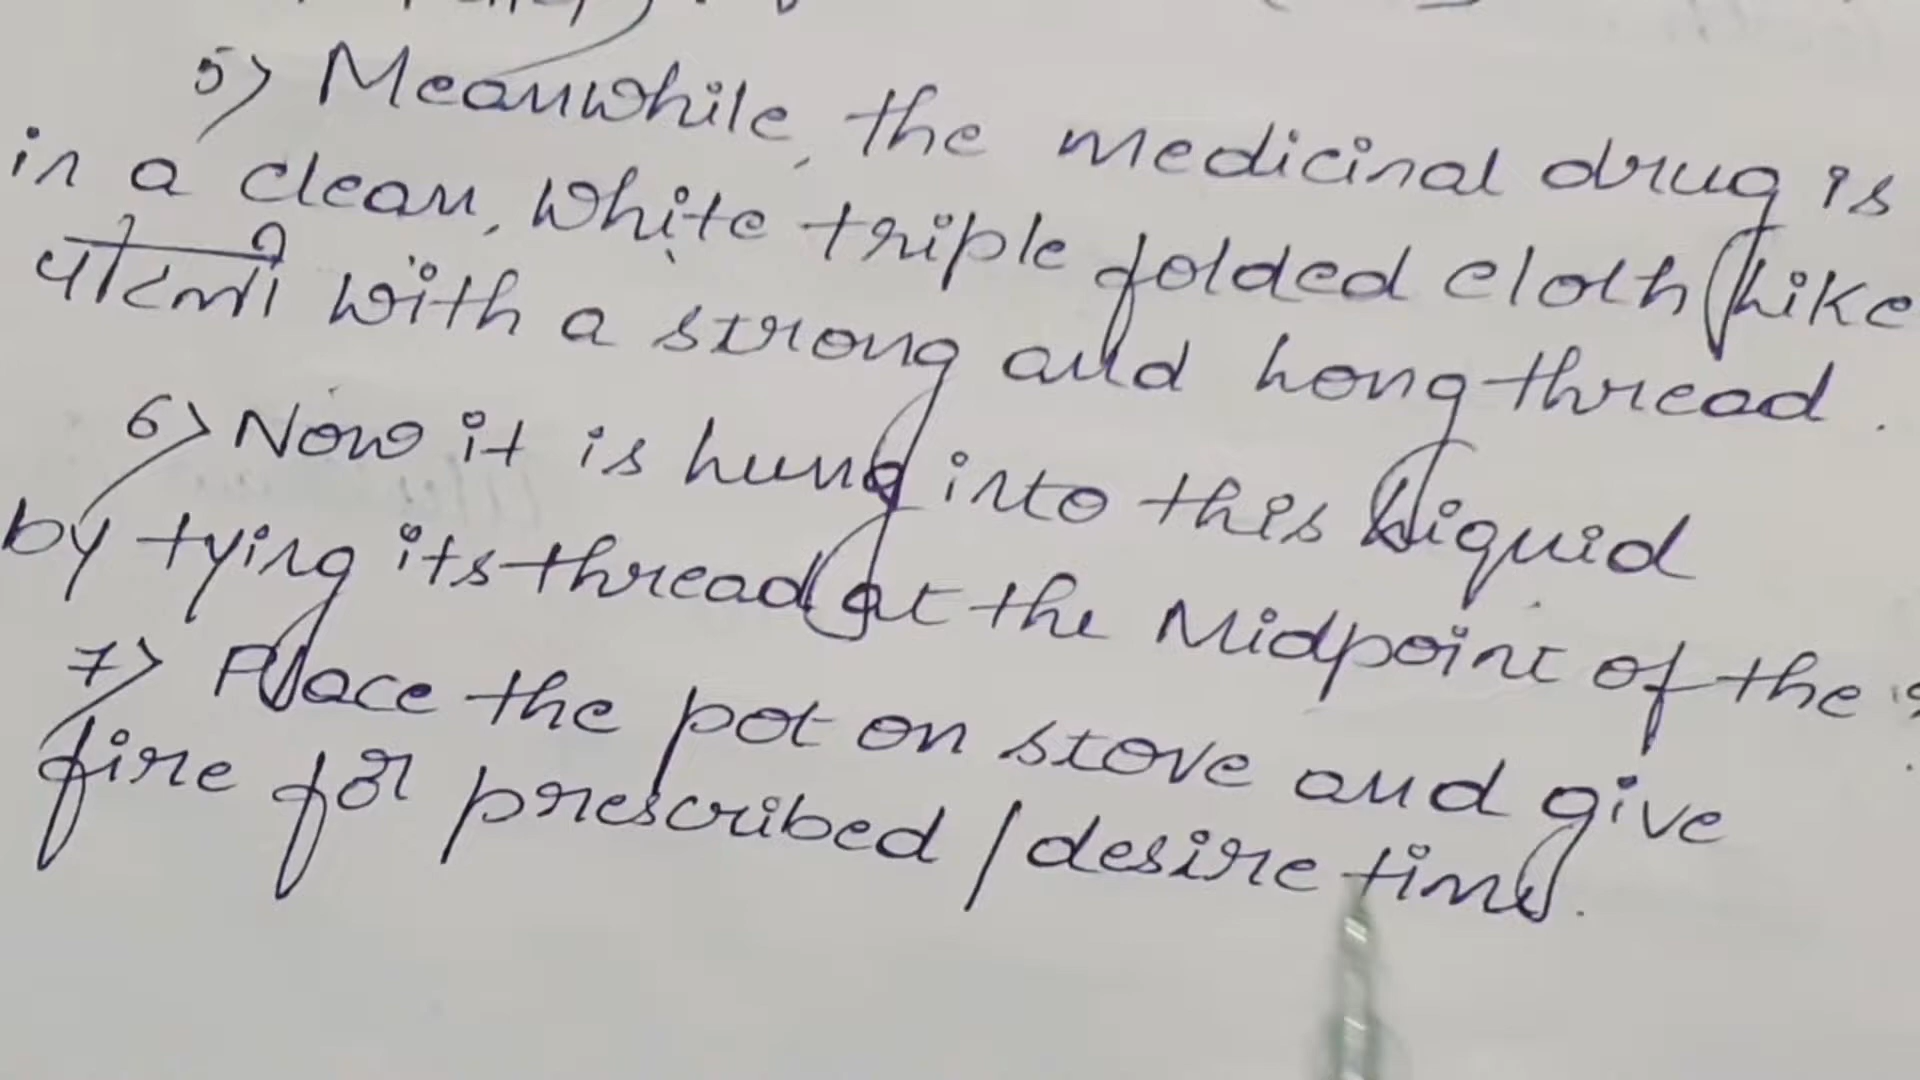 5) Meanwhile, the medicinal drug is
in a clean, white triple folded cloth like
पोटली with a strong and long thread.
6) Now it is hung into this liquid
by tying its thread at the Midpoint of the
7) Place the pot on stove and give
fire for prescribed / desire time.